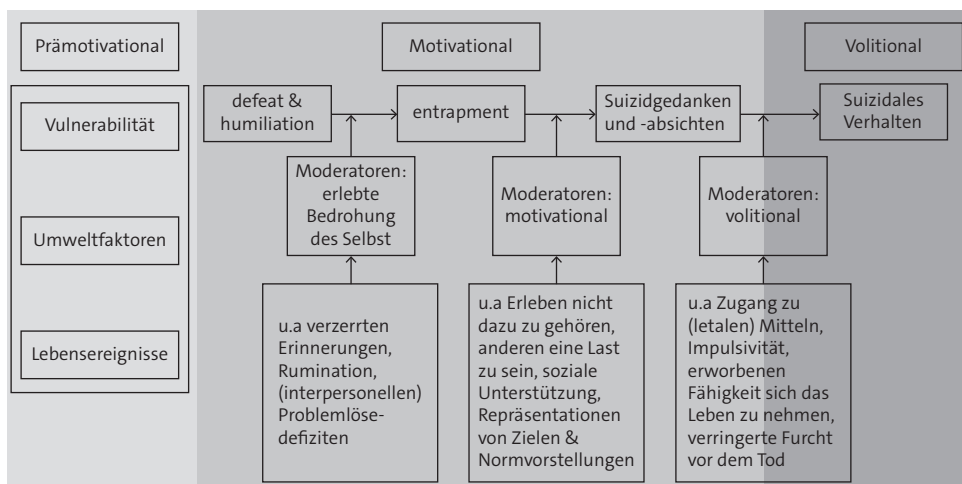 Prämotivational
Motivational
Volitional
Vulnerabilität
Umweltfaktoren
Lebensereignisse
defeat &
humiliation
entrapment
Suizidgedanken
und -absichten
Suizidales
Verhalten
Moderatoren:
erlebte
Bedrohung
des Selbst
Moderatoren:
motivational
Moderatoren:
volitional
u.a verzerrten
Erinnerungen,
Rumination,
(interpersonellen)
Problemlöse-
defiziten
u.a Erleben nicht
dazu zu gehören,
anderen eine Last
zu sein, soziale
Unterstützung,
Repräsentationen
von Zielen &
Normvorstellungen
u.a Zugang zu
(letalen) Mitteln,
Impulsivität,
erworbenen
Fähigkeit sich das
Leben zu nehmen,
verringerte Furcht
vor dem Tod